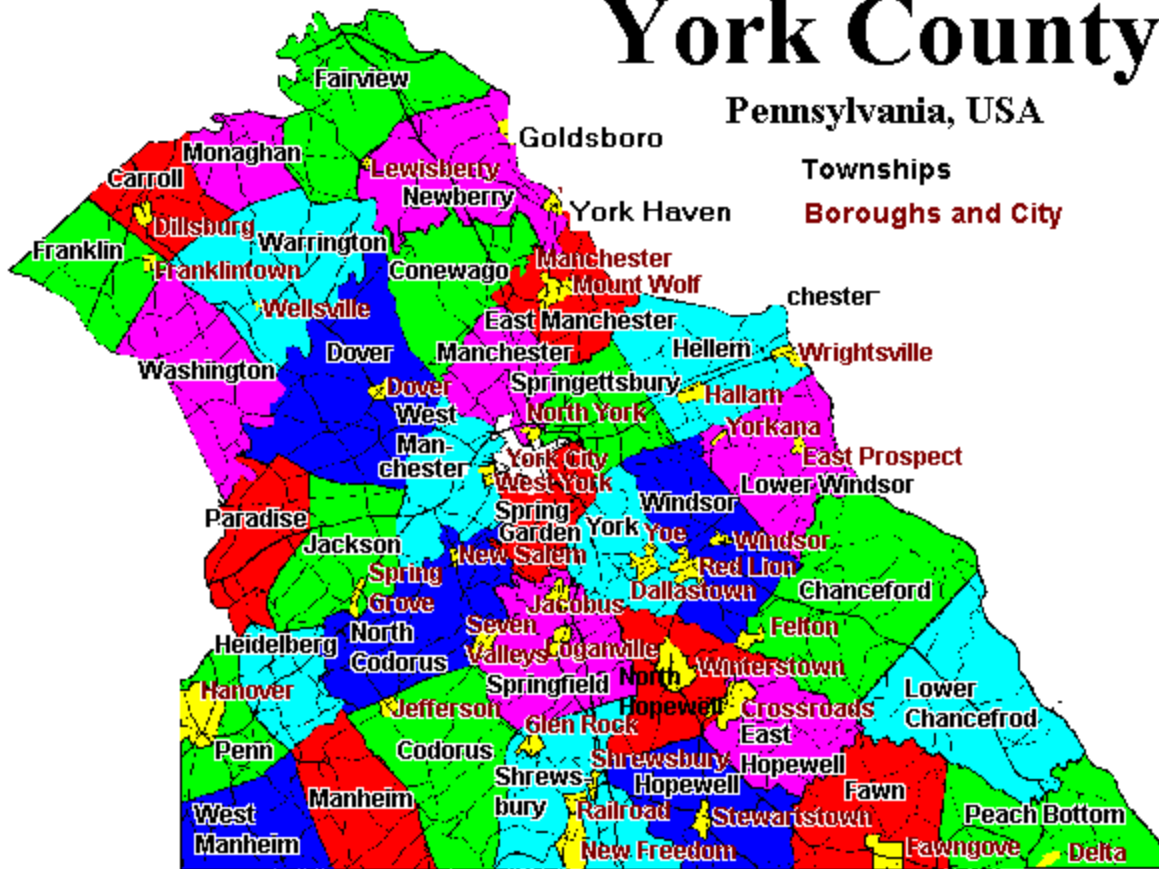 York County
Pennsylvania, USA
Townships
Boroughs and City
Fairview
Goldsboro
Monaghan
Carroll
Lewisberry
Newberry
York Haven
Dillsburg
Franklin
Warrington
Franklintown
Conewago
Manchester
Mount Wolf
Wellsville
chester
East Manchester
Dover
Manchester
Hellem
Wrightsville
Washington
Springettsbury
Dover
Hallam
West
Man-
chester
North York
Yorkana
York City
East Prospect
West York
Lower Windsor
Windsor
Paradise
Spring
Garden
York
Yoe
Windsor
Jackson
New Salem
Red Lion
Spring
Grove
Dallastown
Chanceford
Jacobus
Seven
Valleys
Felton
North
Codorus
Heidelberg
Loganville
Winterstown
Springfield
North
Hopewell
Hanover
Lower
Chancefrod
Jefferson
Crossroads
Glen Rock
East
Hopewell
Penn
Codorus
Shrewsbury
Shrews-
bury
Hopewell
Manheim
Fawn
West
Manheim
Railroad
Stewartstown
Peach Bottom
New Freedom
Fawngove
Delta